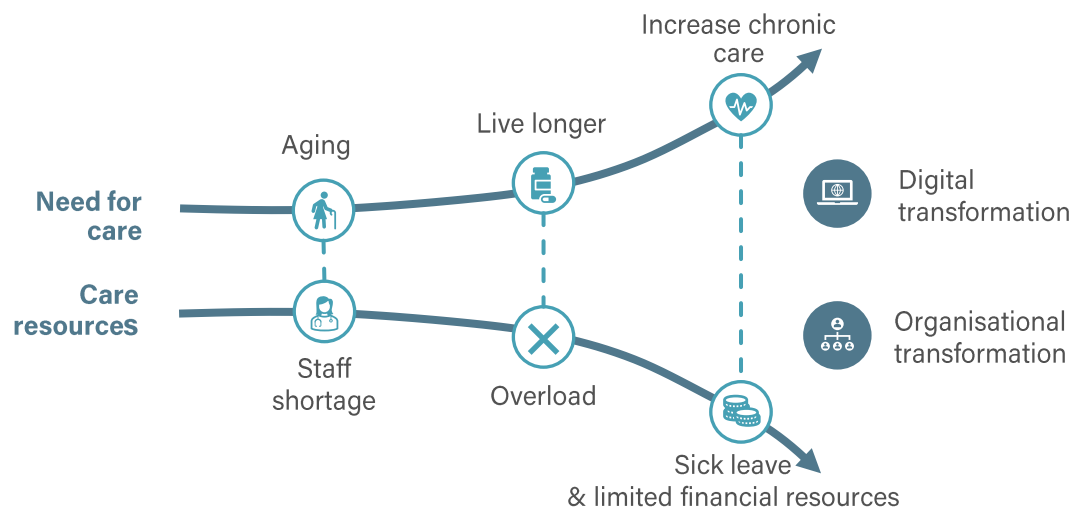 Increase chronic
care
Live longer
Aging
Need for
care
Digital
transformation
Care
resources
Organisational
transformation
Staff
shortage
Overload
Sick leave
& limited financial resources